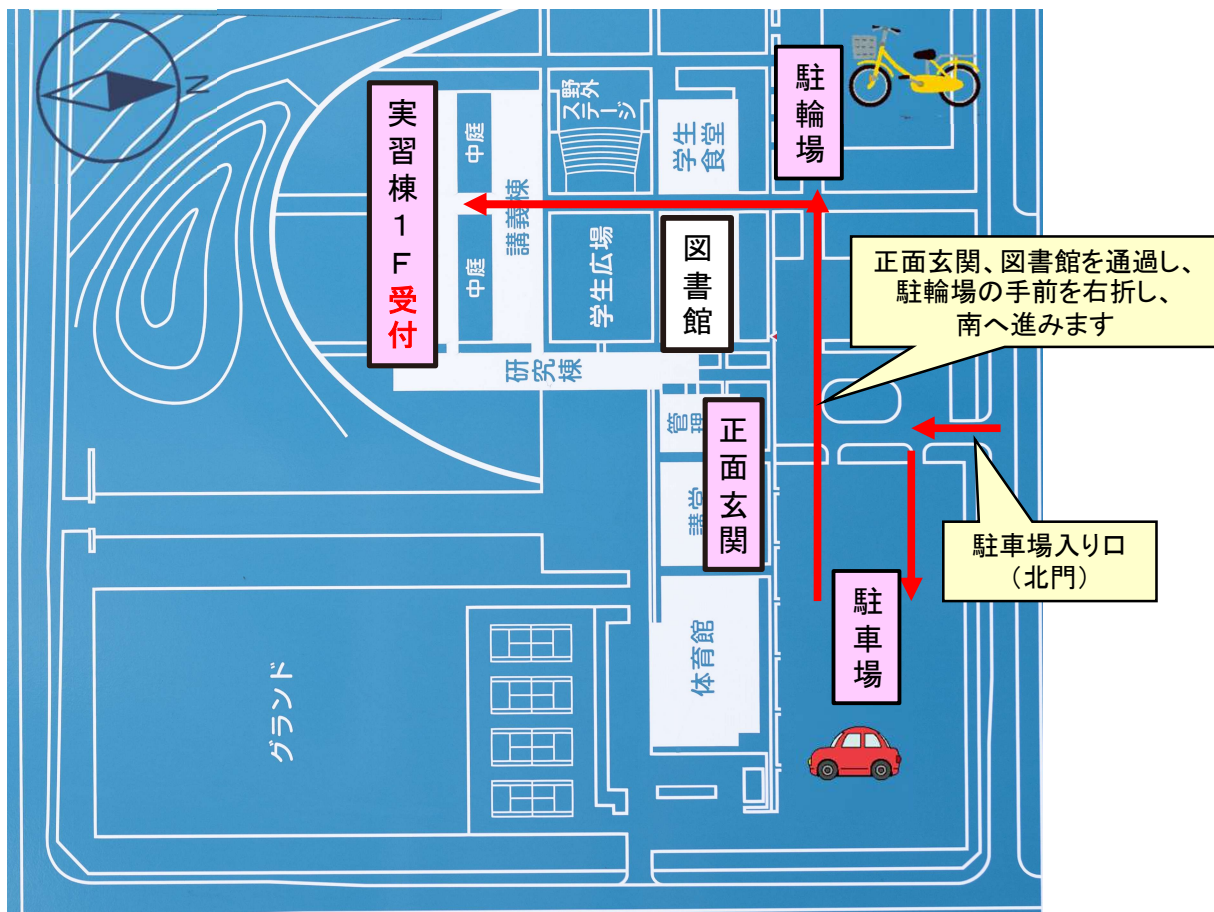 N
実習棟1F受付
中庭
中庭
講義棟
野外
ステージ
学生
食堂
駐輪場
学生広場
図書館
正面玄関、図書館を通過し、
駐輪場の手前を右折し、
南へ進みます
研究棟
管理
正面玄関
講堂
駐車場入り口
(北門)
駐車場
体育館
グランド